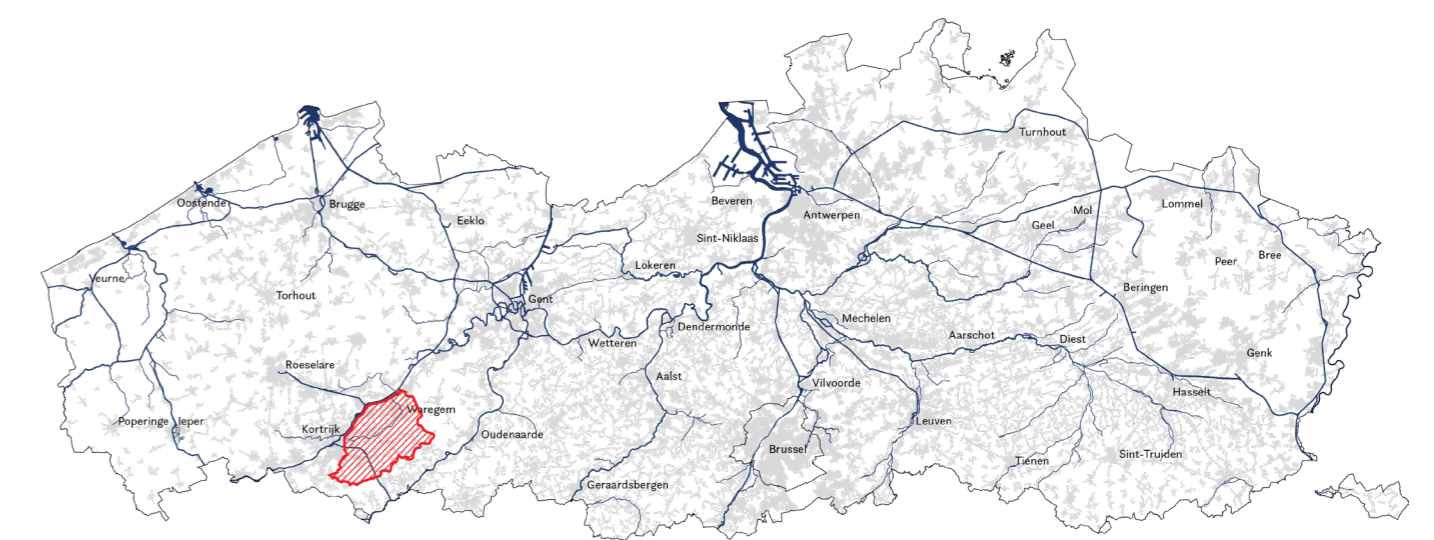 Turnhout
Oostende
Brugge
Beveren
Antwerpen
Mol
Lommel
Eeklo
Geel
Sint-Niklaas
Bree
Peer
Lokeren
Veurne
Beringen
Torhout
Gent
Mechelen
Dendermonde
Aarschot
Diest
Wetteren
Genk
Roeselare
Aalst
Vilvoorde
Hasselt
Waregem
Poperinge
Ieper
Leuven
Kortrijk
Oudenaarde
Brussel
Sint-Truiden
Tienen
Geraardsbergen